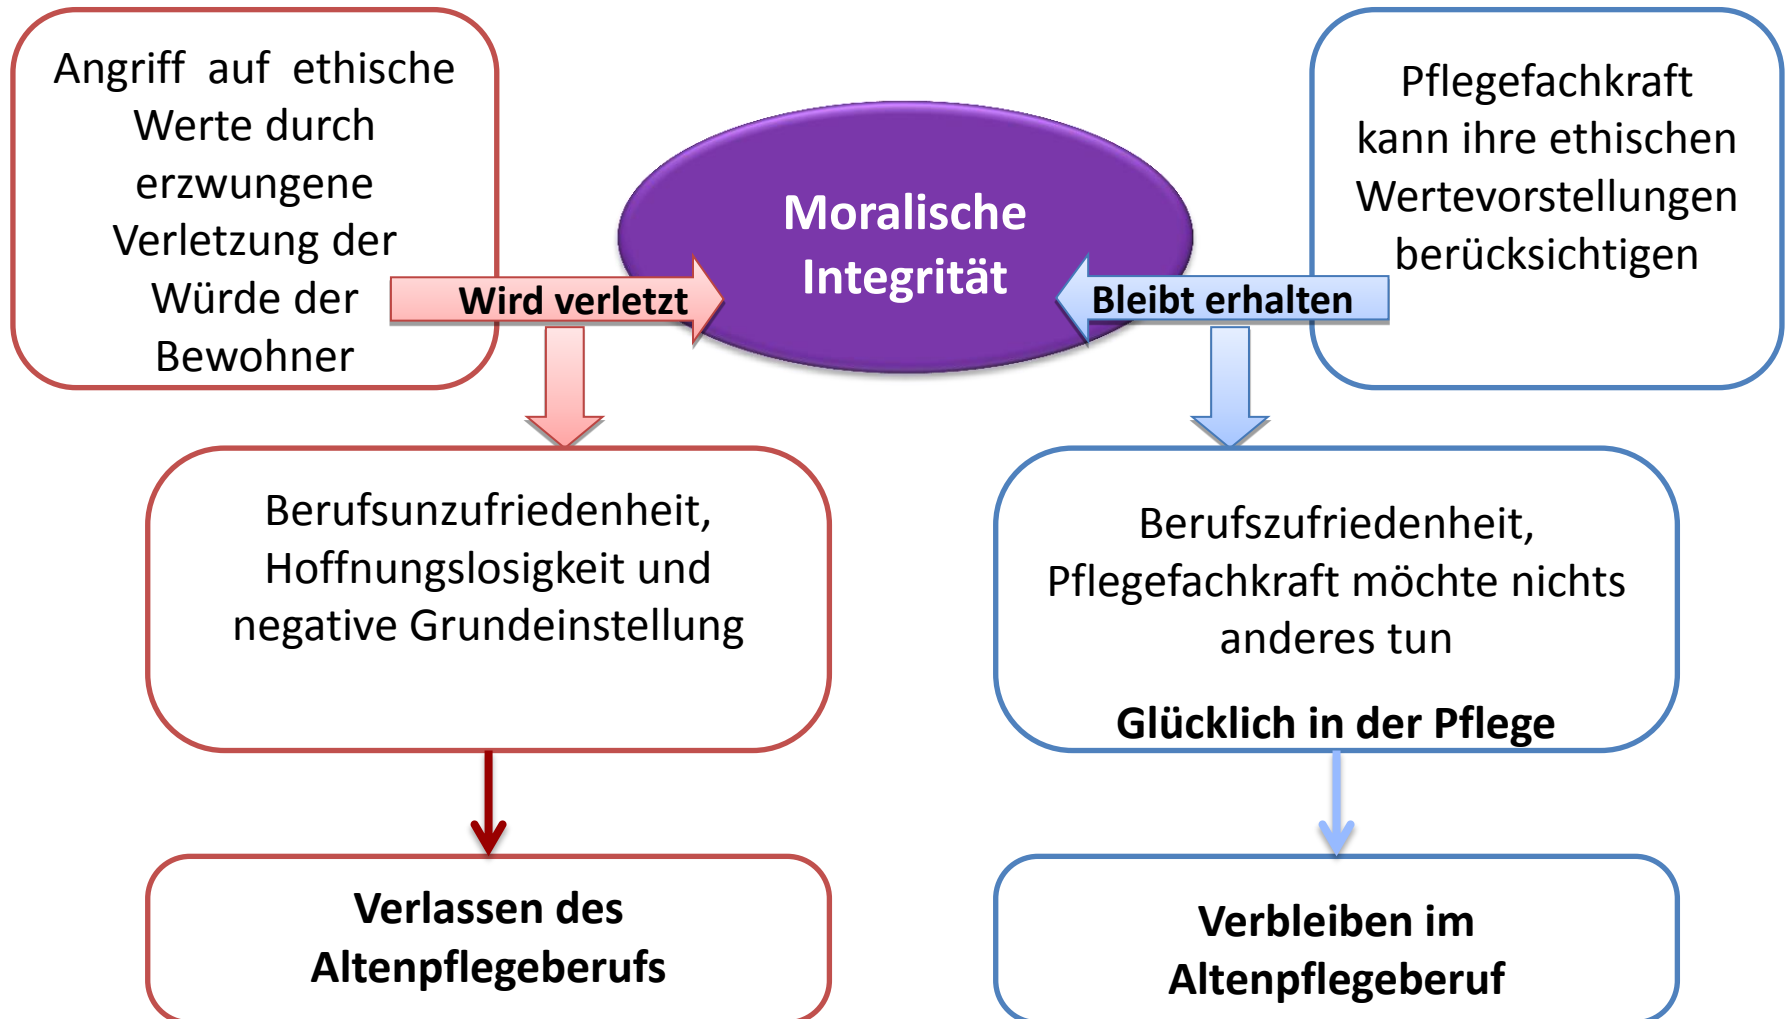 Angriff auf ethische
Werte durch
erzwungene
Verletzung der
Würde der
Bewohner
Moralische
Integrität
Pflegefachkraft
kann ihre ethischen
Wertevorstellungen
berücksichtigen
Wird verletzt
Bleibt erhalten
Berufsunzufriedenheit,
Hoffnungslosigkeit und
negative Grundeinstellung
Berufszufriedenheit,
Pflegefachkraft möchte nichts
anderes tun
Glücklich in der Pflege
Verlassen des
Altenpflegeberufs
Verbleiben im
Altenpflegeberuf